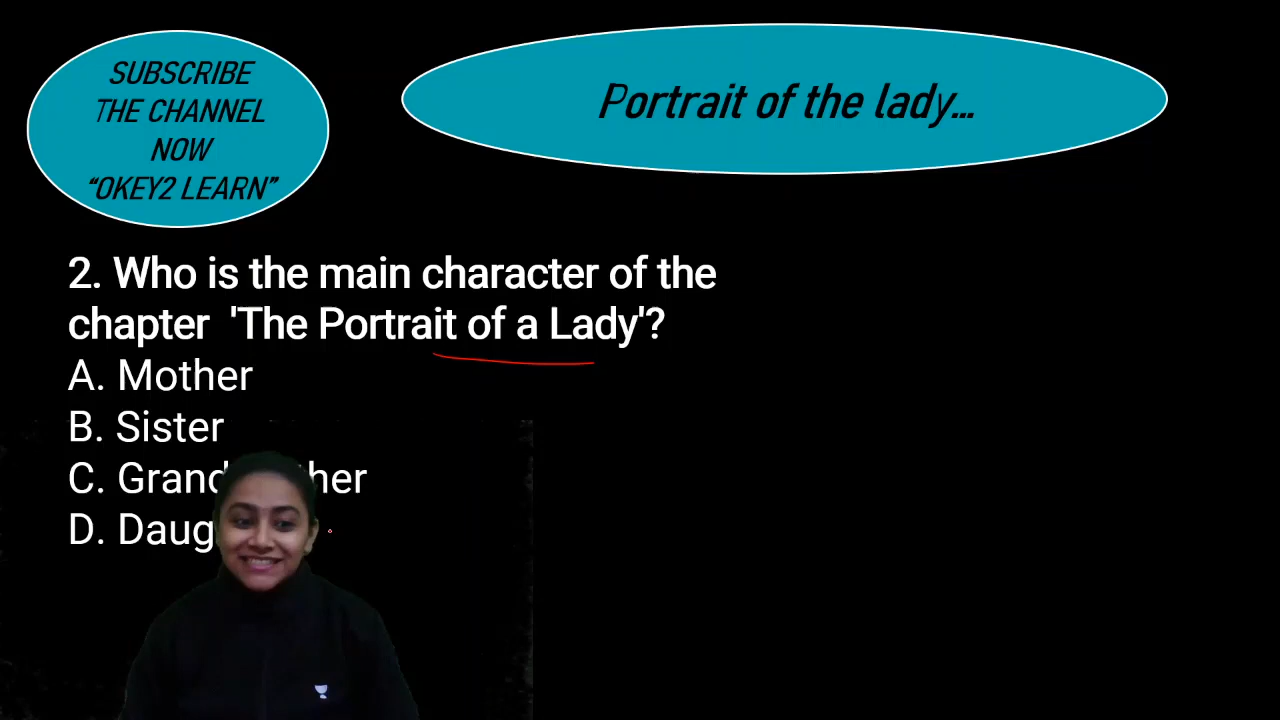 SUBSCRIBE
THE CHANNEL
NOW
“OKEY2 LEARN”
Portrait of the lady...
2. Who is the main character of the
chapter 'The Portrait of a Lady'?
A. Mother
B. Sister
C.
D.